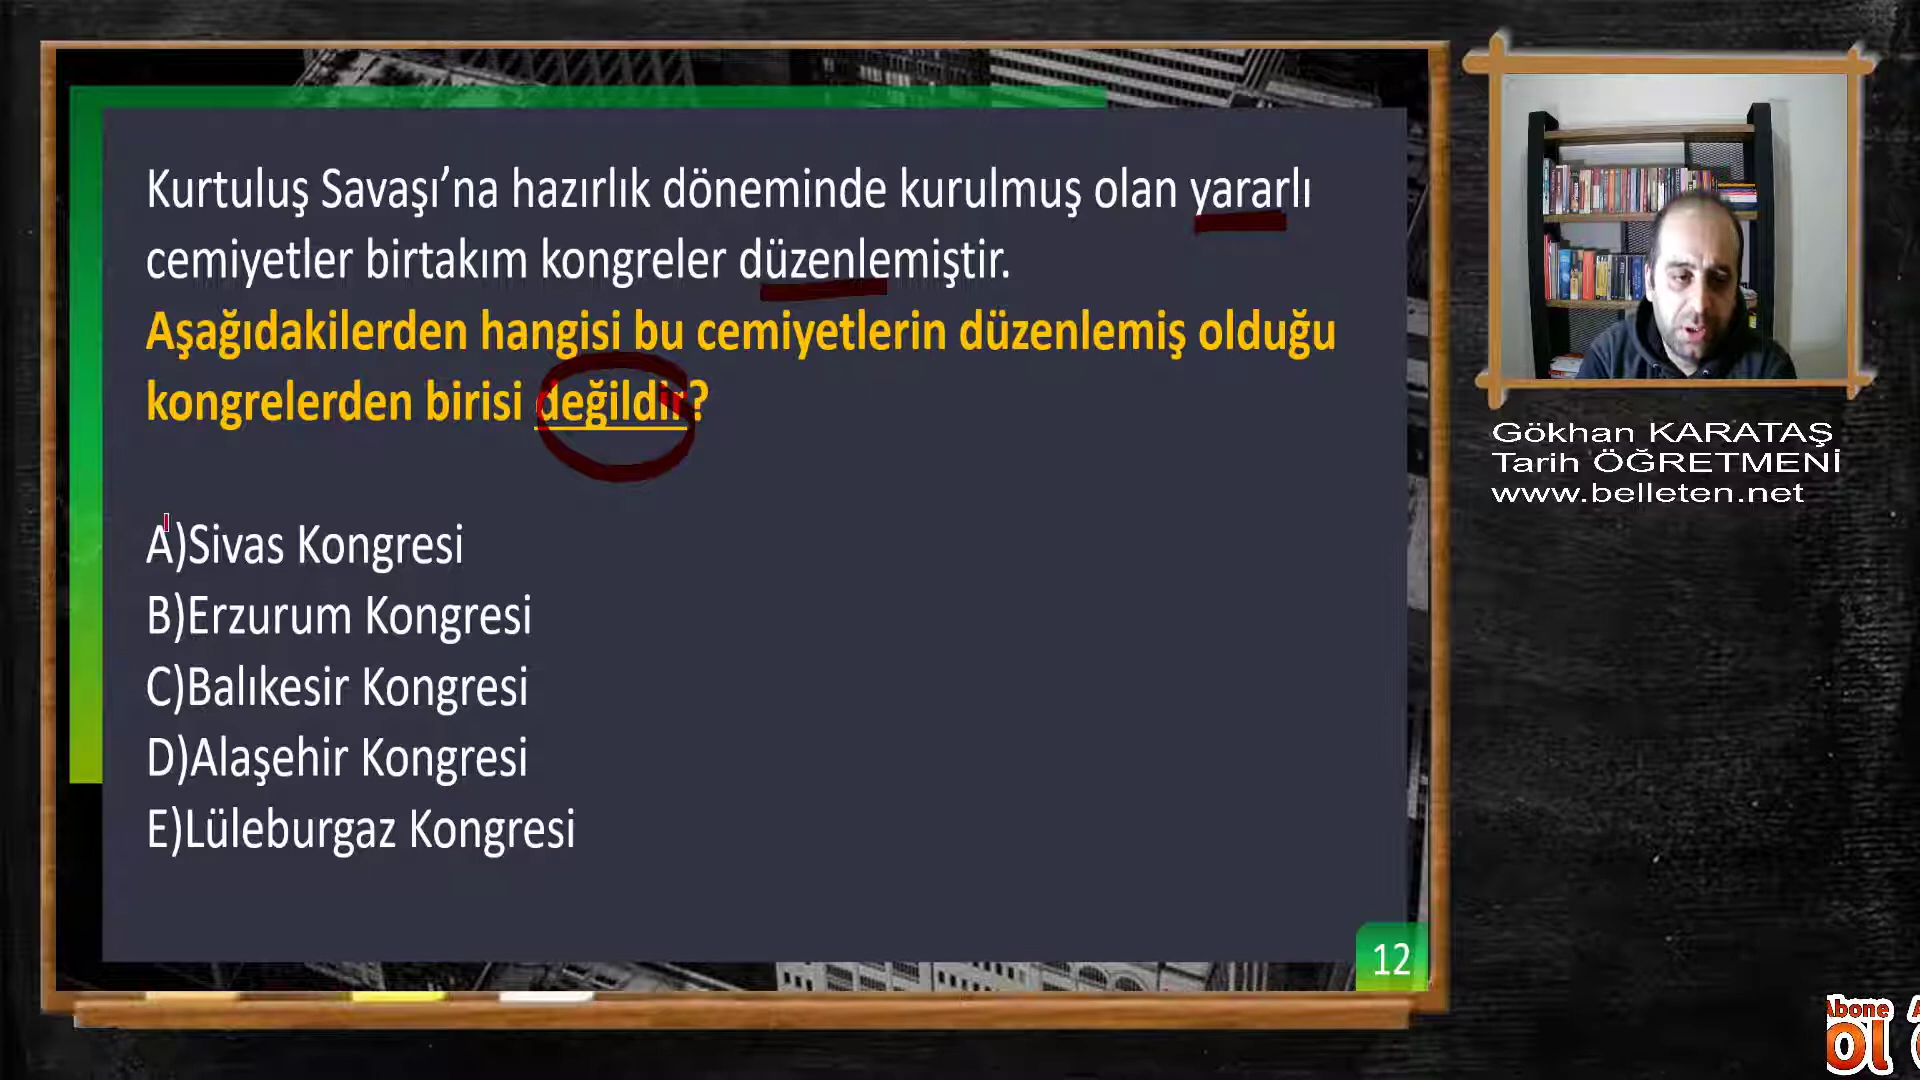 Kurtuluş Savaşı’na hazırlık döneminde kurulmuş olan yararlı
cemiyetler birtakım kongreler düzenlemiştir.
Aşağıdakilerden hangisi bu cemiyetlerin düzenlemiş olduğu
kongrelerden birisi değildir?
A)Sivas Kongresi
B)Erzurum Kongresi
C)Balıkesir Kongresi
D)Alaşehir Kongresi
E)Lüleburgaz Kongresi
12
Gökhan KARATAŞ
Tarih ÖĞRETMENİ
www.belleten.net
Abone
Ol